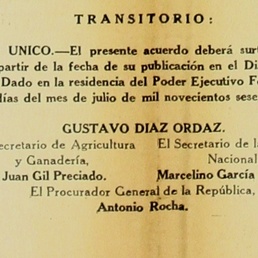 TRANSITORIO:
UNICO.—El presente acuerdo deberá surt
partir de la fecha de su publicación en el Di
Dado en la residencia del Poder Ejecutivo F
días del mes de julio de mil novecientos sese
GUSTAVO DIAZ ORDAZ.
ecretario de Agricultura El Secretario de la
y Ganadería, Nacional
Juan Gil Preciado. Marcelino García
El Procurador General de la República,
Antonio Rocha.